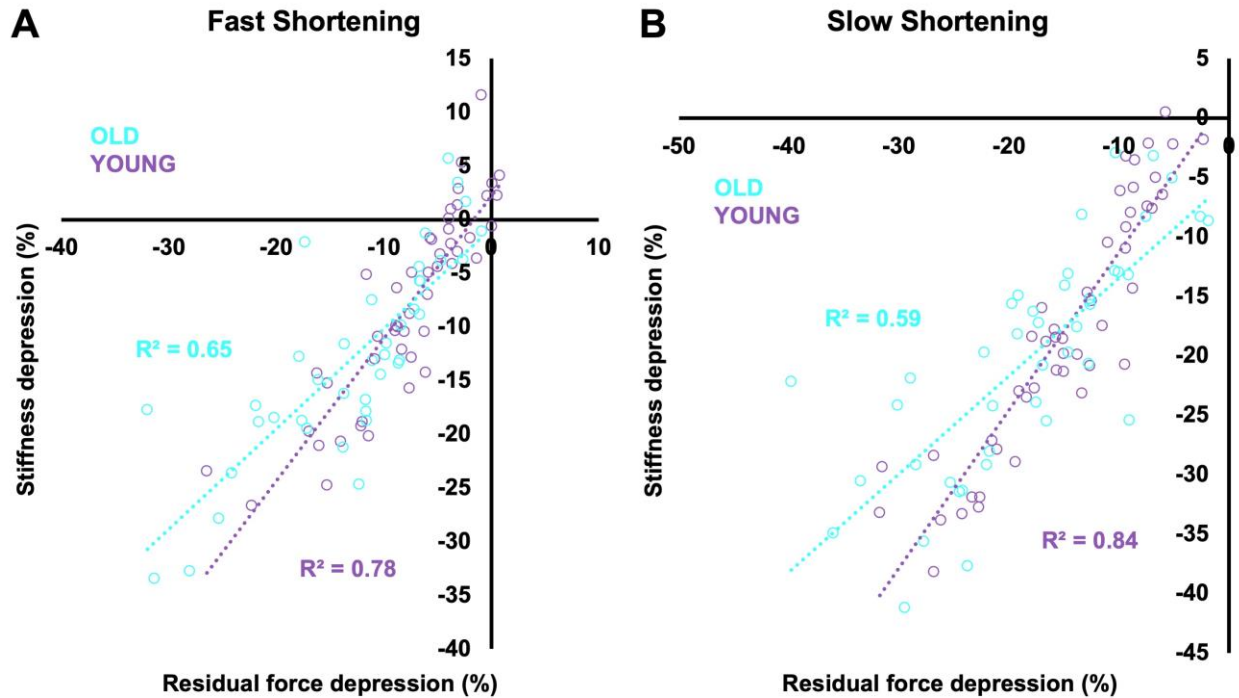 A
Fast Shortening
15
10
5
0
-40
-30
-20
-10
0
10
-5
-10
-15
-20
-25
-30
-35
-40
OLD
YOUNG
R² = 0.65
R² = 0.78
Stiffness depression (%)
Residual force depression (%)
B
Slow Shortening
5
0
-50
-40
-30
-20
-10
0
-5
-10
-15
-20
-25
-30
-35
-40
-45
OLD
YOUNG
R² = 0.59
R² = 0.84
Stiffness depression (%)
Residual force depression (%)